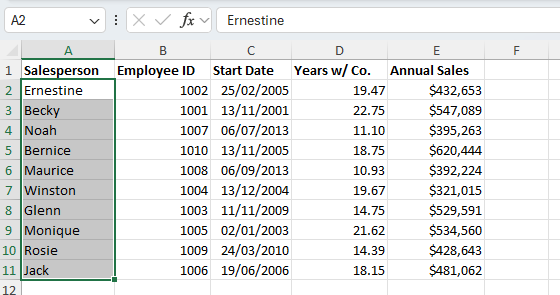 A2 fx Ernestine
A B C D E F
1 Salesperson Employee ID Start Date Years w/ Co. Annual Sales
2 Ernestine 1002 25/02/2005 19.47 $432,653
3 Becky 1001 13/11/2001 22.75 $547,089
4 Noah 1007 06/07/2013 11.10 $395,263
5 Bernice 1010 13/11/2005 18.75 $620,444
6 Maurice 1008 06/09/2013 10.93 $392,224
7 Winston 1004 13/12/2004 19.67 $321,015
8 Glenn 1003 11/11/2009 14.75 $529,591
9 Monique 1005 02/01/2003 21.62 $534,560
10 Rosie 1009 24/03/2010 14.39 $428,643
11 Jack 1006 19/06/2006 18.15 $481,062
12